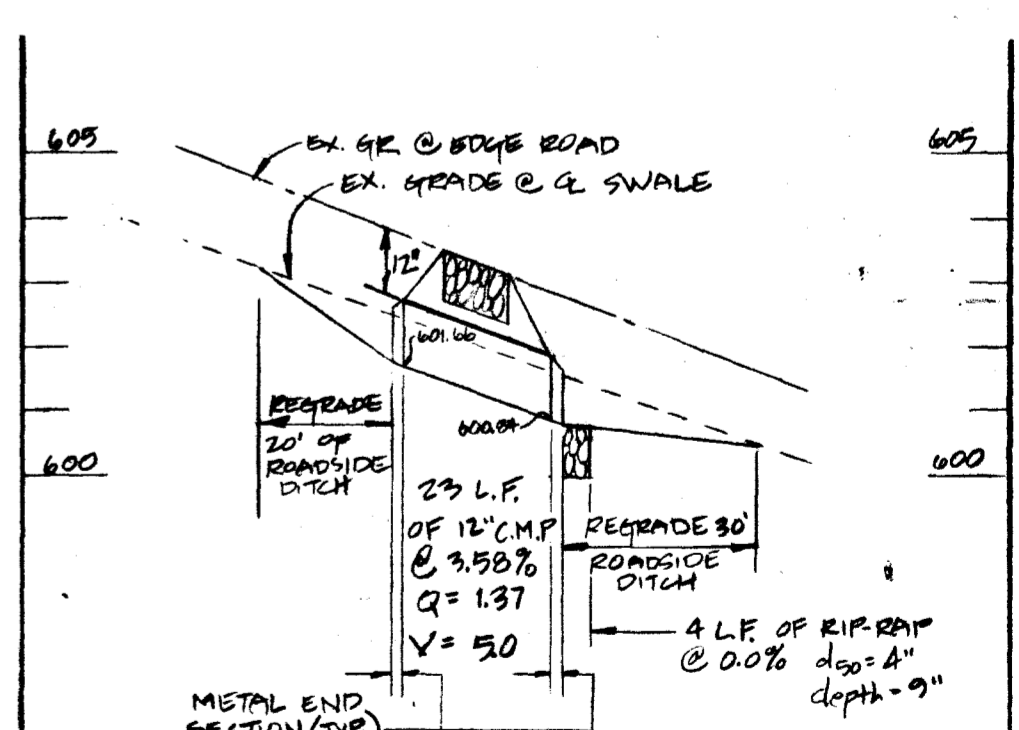 605
605
EX. GR. @ EDGE ROAD
EX. GRADE @ ℄ SWALE
12"
601.66
REGRADE
20' OF
ROADSIDE
DITCH
600.84
600
600
23 L.F.
OF 12" C.M.P
@ 3.58%
Q = 1.37
V = 5.0
REGRADE 30'
ROADSIDE
DITCH
4 L.F. OF RIP-RAP
@ 0.0% d50 = 4"
depth = 9"
METAL END
SECTION (TYP)